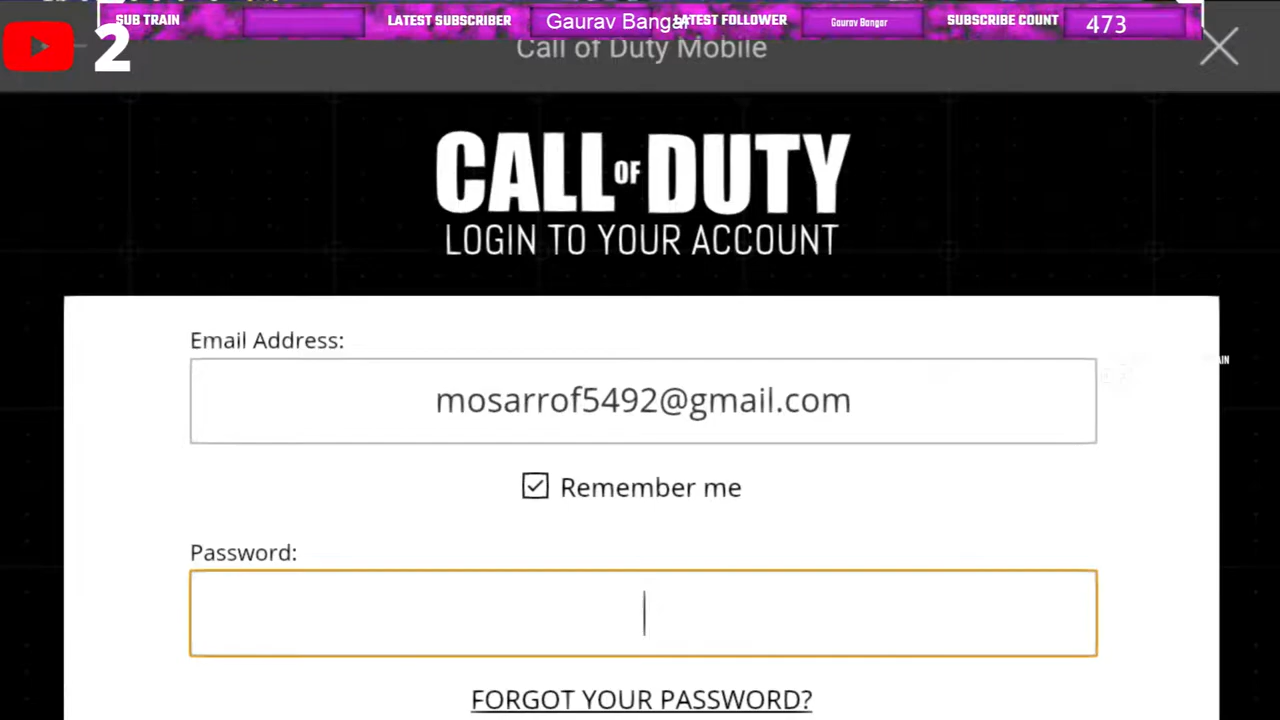 SUB TRAIN
LATEST SUBSCRIBER
Gaurav Bangar
LATEST FOLLOWER
Gaurav Bangar
SUBSCRIBE COUNT
473
2
Call of Duty Mobile
CALL OF DUTY
LOGIN TO YOUR ACCOUNT
Email Address:
mosarrof5492@gmail.com
Remember me
Password:
FORGOT YOUR PASSWORD?